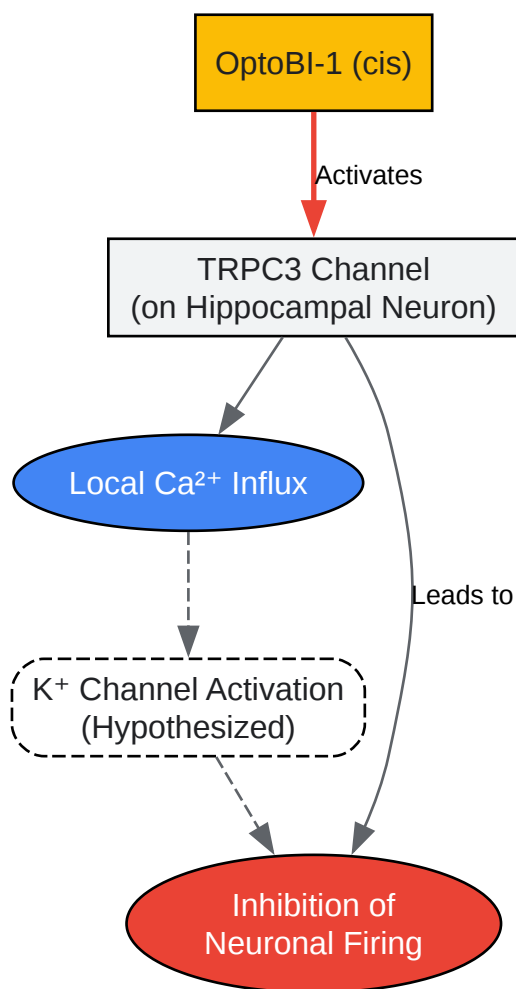 OptoBI-1 (cis)
Activates
TRPC3 Channel
(on Hippocampal Neuron)
Local Ca²⁺ Influx
Leads to
K⁺ Channel Activation
(Hypothesized)
Inhibition of
Neuronal Firing